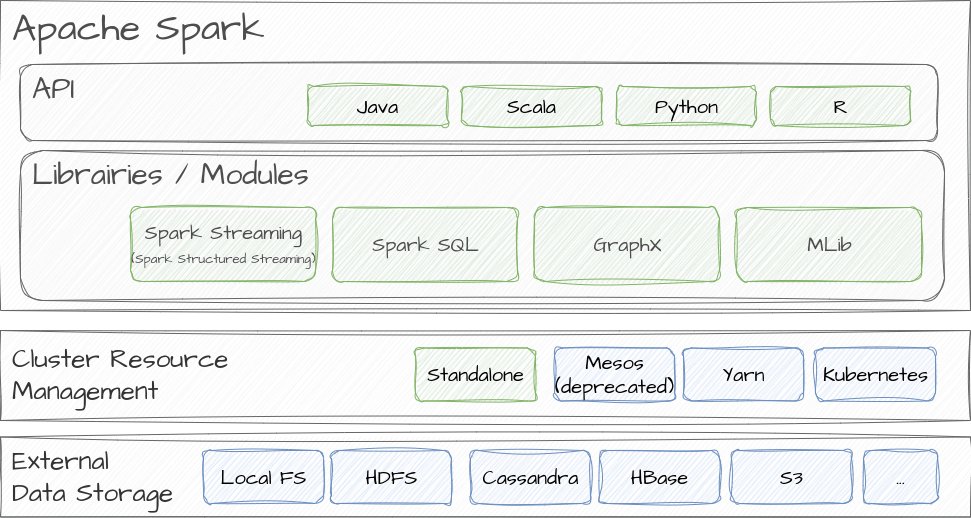 Apache Spark
API
Java
Scala
Python
R
Librairies / Modules
Spark Streaming
(Spark Structured Streaming)
Spark SQL
GraphX
MLib
Cluster Resource
Management
Standalone
Mesos
(deprecated)
Yarn
Kubernetes
External
Data Storage
Local FS
HDFS
Cassandra
HBase
S3
...